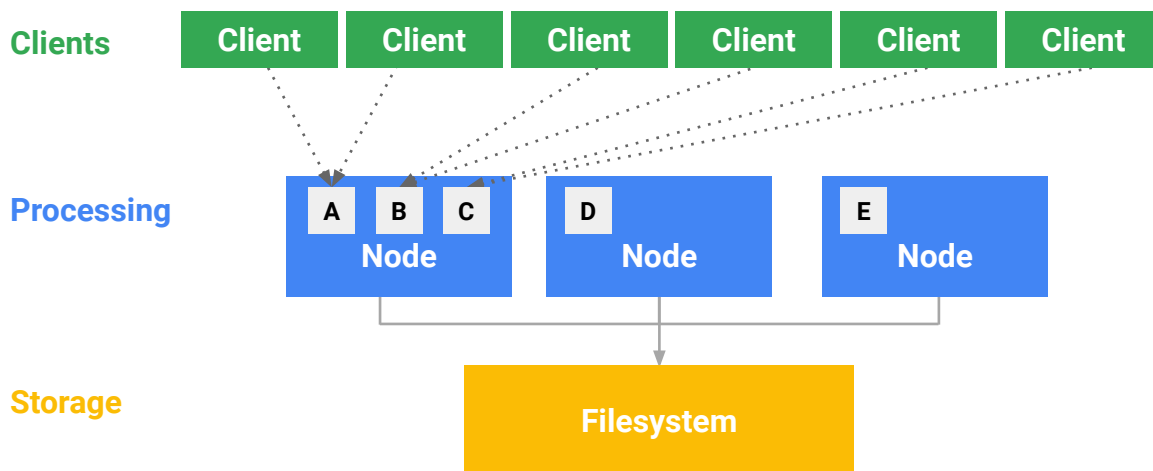 Clients
Client Client Client Client Client Client
Processing
A B C D E
Node Node Node
Storage
Filesystem